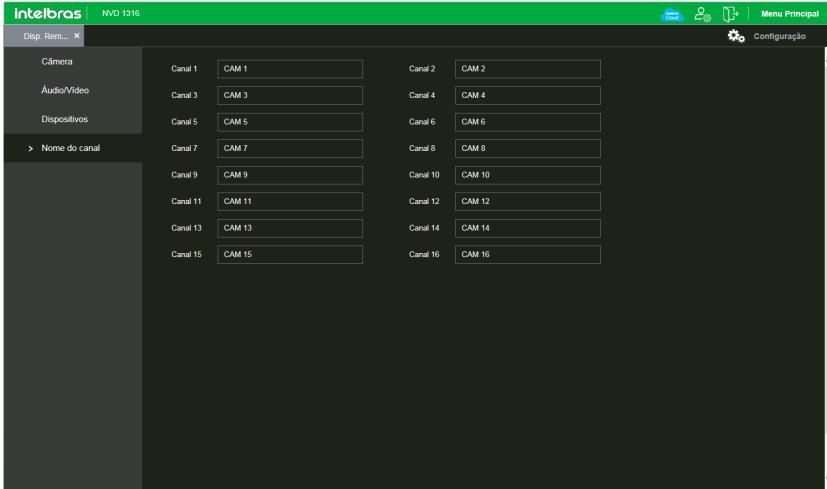 intelbras NVD 1316 Menu Principal
Disp. Rem... × Configuração
Câmera
Áudio/Vídeo
Dispositivos
> Nome do canal
Canal 1 CAM 1 Canal 2 CAM 2
Canal 3 CAM 3 Canal 4 CAM 4
Canal 5 CAM 5 Canal 6 CAM 6
Canal 7 CAM 7 Canal 8 CAM 8
Canal 9 CAM 9 Canal 10 CAM 10
Canal 11 CAM 11 Canal 12 CAM 12
Canal 13 CAM 13 Canal 14 CAM 14
Canal 15 CAM 15 Canal 16 CAM 16